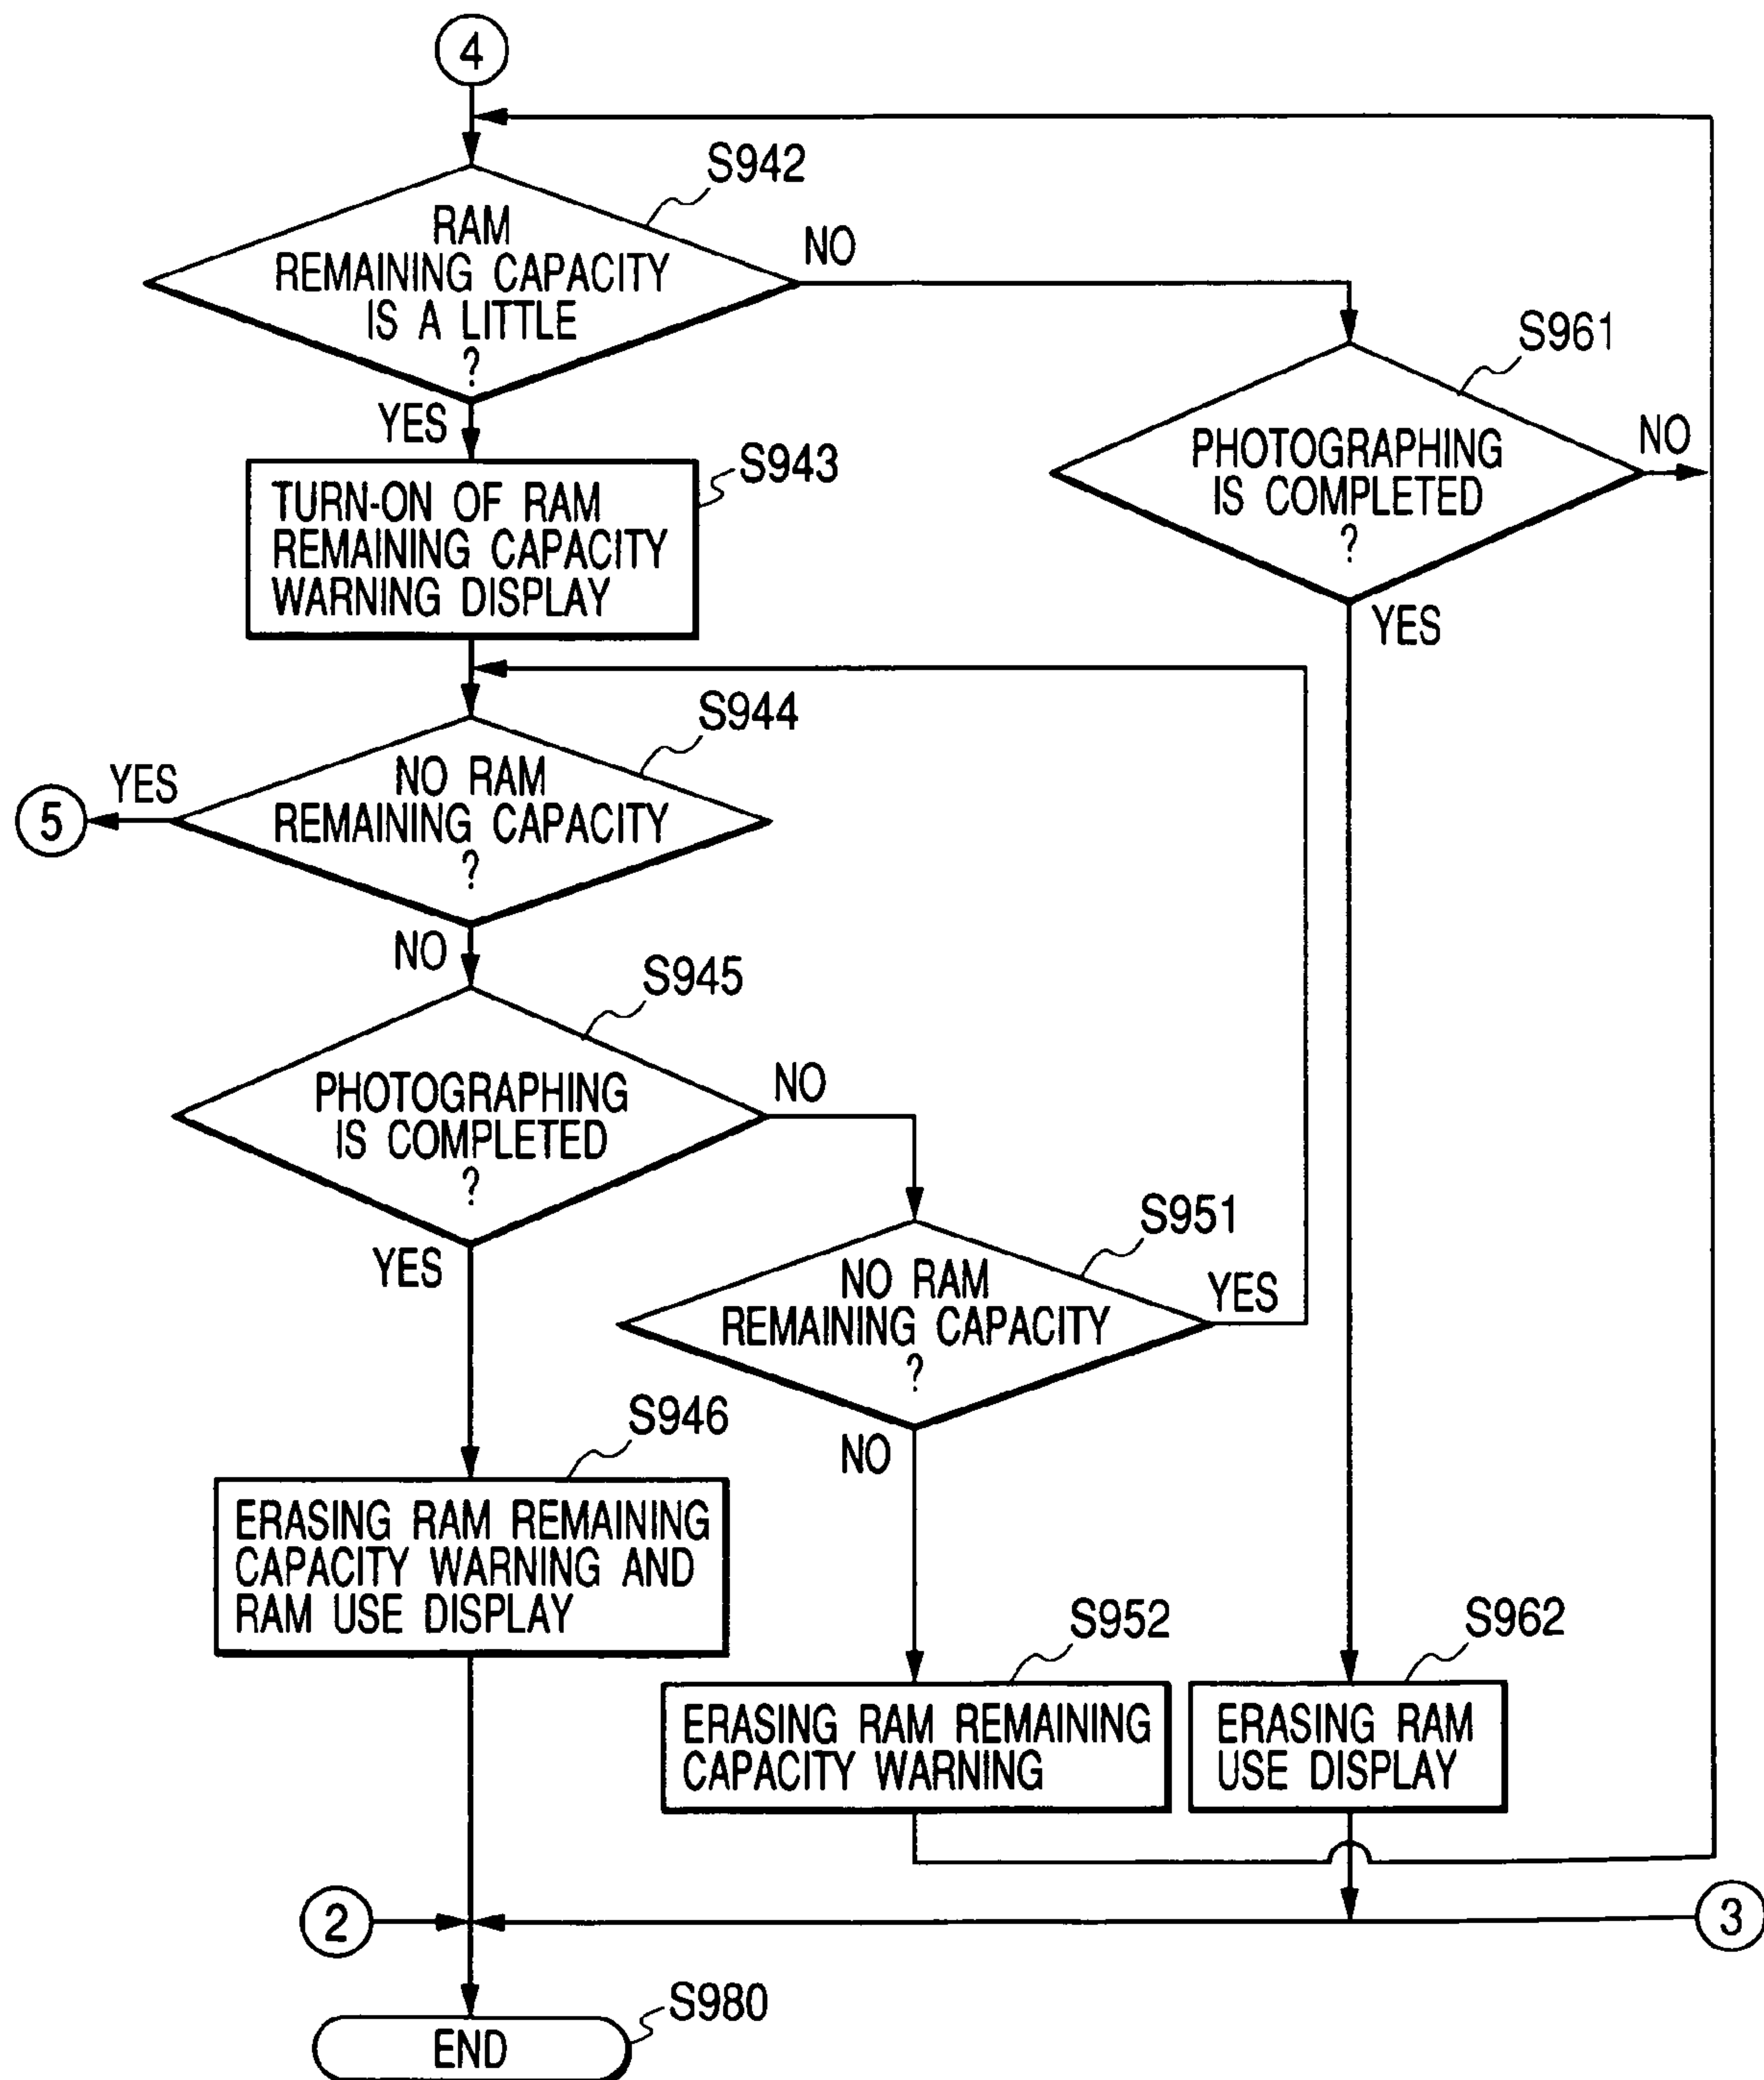 4
S942
RAM
REMAINING CAPACITY
IS A LITTLE
?
NO
YES
S961
PHOTOGRAPHING
IS COMPLETED
?
NO
YES
S943
TURN-ON OF RAM
REMAINING CAPACITY
WARNING DISPLAY
S944
NO RAM
REMAINING CAPACITY
?
YES
5
NO
S945
PHOTOGRAPHING
IS COMPLETED
?
NO
YES
S951
NO RAM
REMAINING CAPACITY
?
YES
NO
S946
ERASING RAM REMAINING
CAPACITY WARNING AND
RAM USE DISPLAY
S952
ERASING RAM REMAINING
CAPACITY WARNING
S962
ERASING RAM
USE DISPLAY
2
3
S980
END